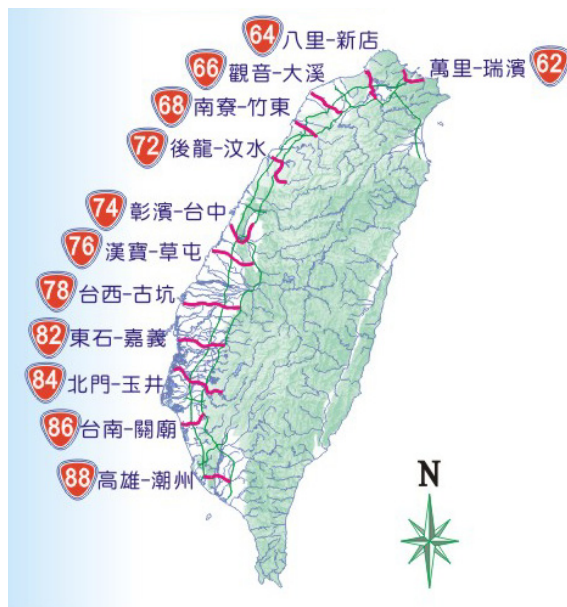 64 八里-新店
66 觀音-大溪
萬里-瑞濱 62
68 南寮-竹東
72 後龍-汶水
74 彰濱-台中
76 漢寶-草屯
78 台西-古坑
82 東石-嘉義
84 北門-玉井
86 台南-關廟
88 高雄-潮州
N